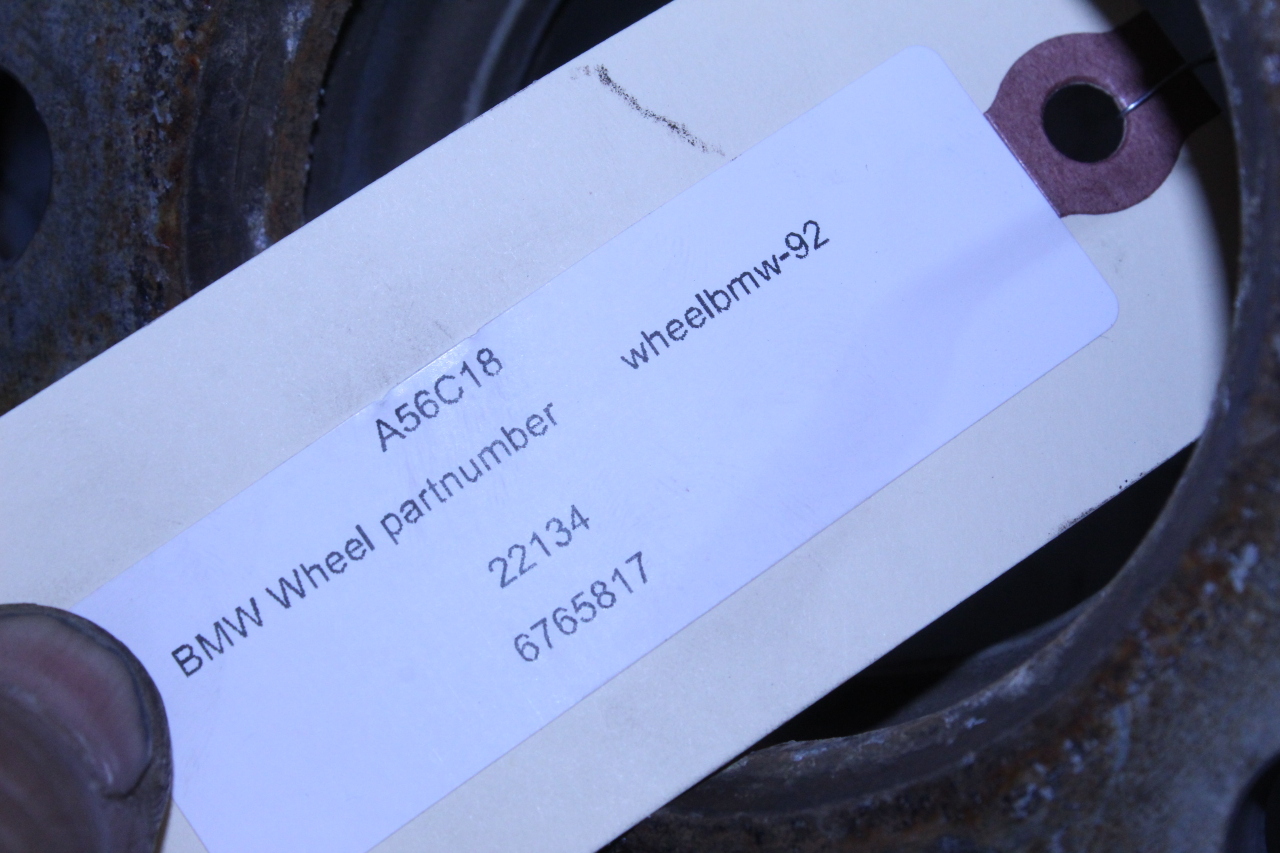 A56C18
wheelbmw-92
BMW Wheel partnumber
22134
6765817